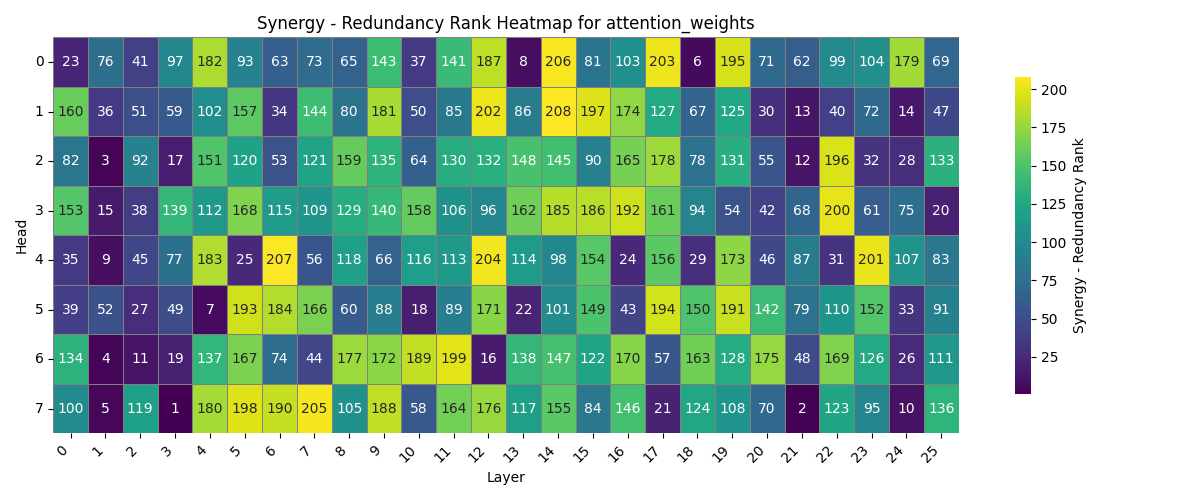 Synergy - Redundancy Rank Heatmap for attention_weights
0 23 76 41 97 182 93 63 73 65 143 37 141 187 8 206 81 103 203 6 195 71 62 99 104 179 69
1 160 36 51 59 102 157 34 144 80 181 50 85 202 86 208 197 174 127 67 125 30 13 40 72 14 47
2 82 3 92 17 151 120 53 121 159 135 64 130 132 148 145 90 165 178 78 131 55 12 196 32 28 133
3 153 15 38 139 112 168 115 109 129 140 158 106 96 162 185 186 192 161 94 54 42 68 200 61 75 20
4 35 9 45 77 183 25 207 56 118 66 116 113 204 114 98 154 24 156 29 173 46 87 31 201 107 83
5 39 52 27 49 7 193 184 166 60 88 18 89 171 22 101 149 43 194 150 191 142 79 110 152 33 91
6 134 4 11 19 137 167 74 44 177 172 189 199 16 138 147 122 170 57 163 128 175 48 169 126 26 111
7 100 5 119 1 180 198 190 205 105 188 58 164 176 117 155 84 146 21 124 108 70 2 123 95 10 136
0 1 2 3 4 5 6 7 8 9 10 11 12 13 14 15 16 17 18 19 20 21 22 23 24 25
Layer
Head
200
175
150
125
100
75
50
25
Synergy - Redundancy Rank